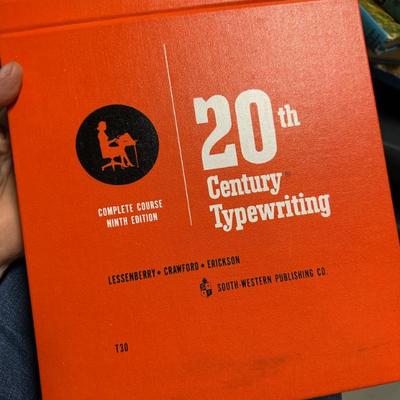 20th
Century®
Typewriting
COMPLETE COURSE
NINTH EDITION
LESSENBERRY • CRAWFORD • ERICKSON
SOUTH-WESTERN PUBLISHING CO.
T30